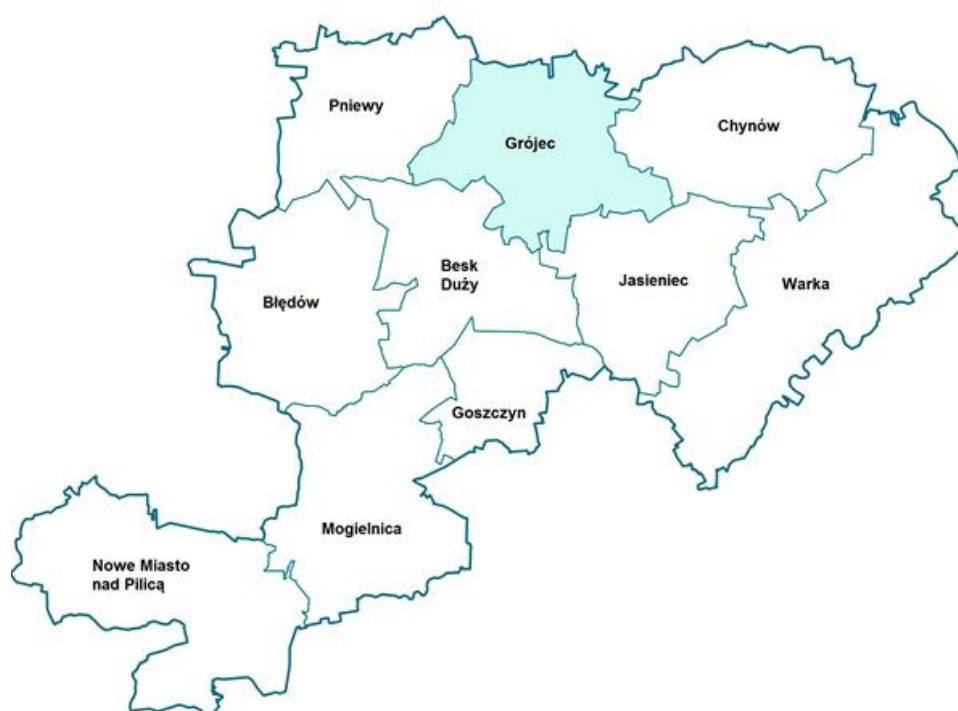 Pniewy
Grójec
Chynów
Besk
Duży
Błędów
Jasieniec
Warka
Goszczyn
Mogielnica
Nowe Miasto
nad Pilicą